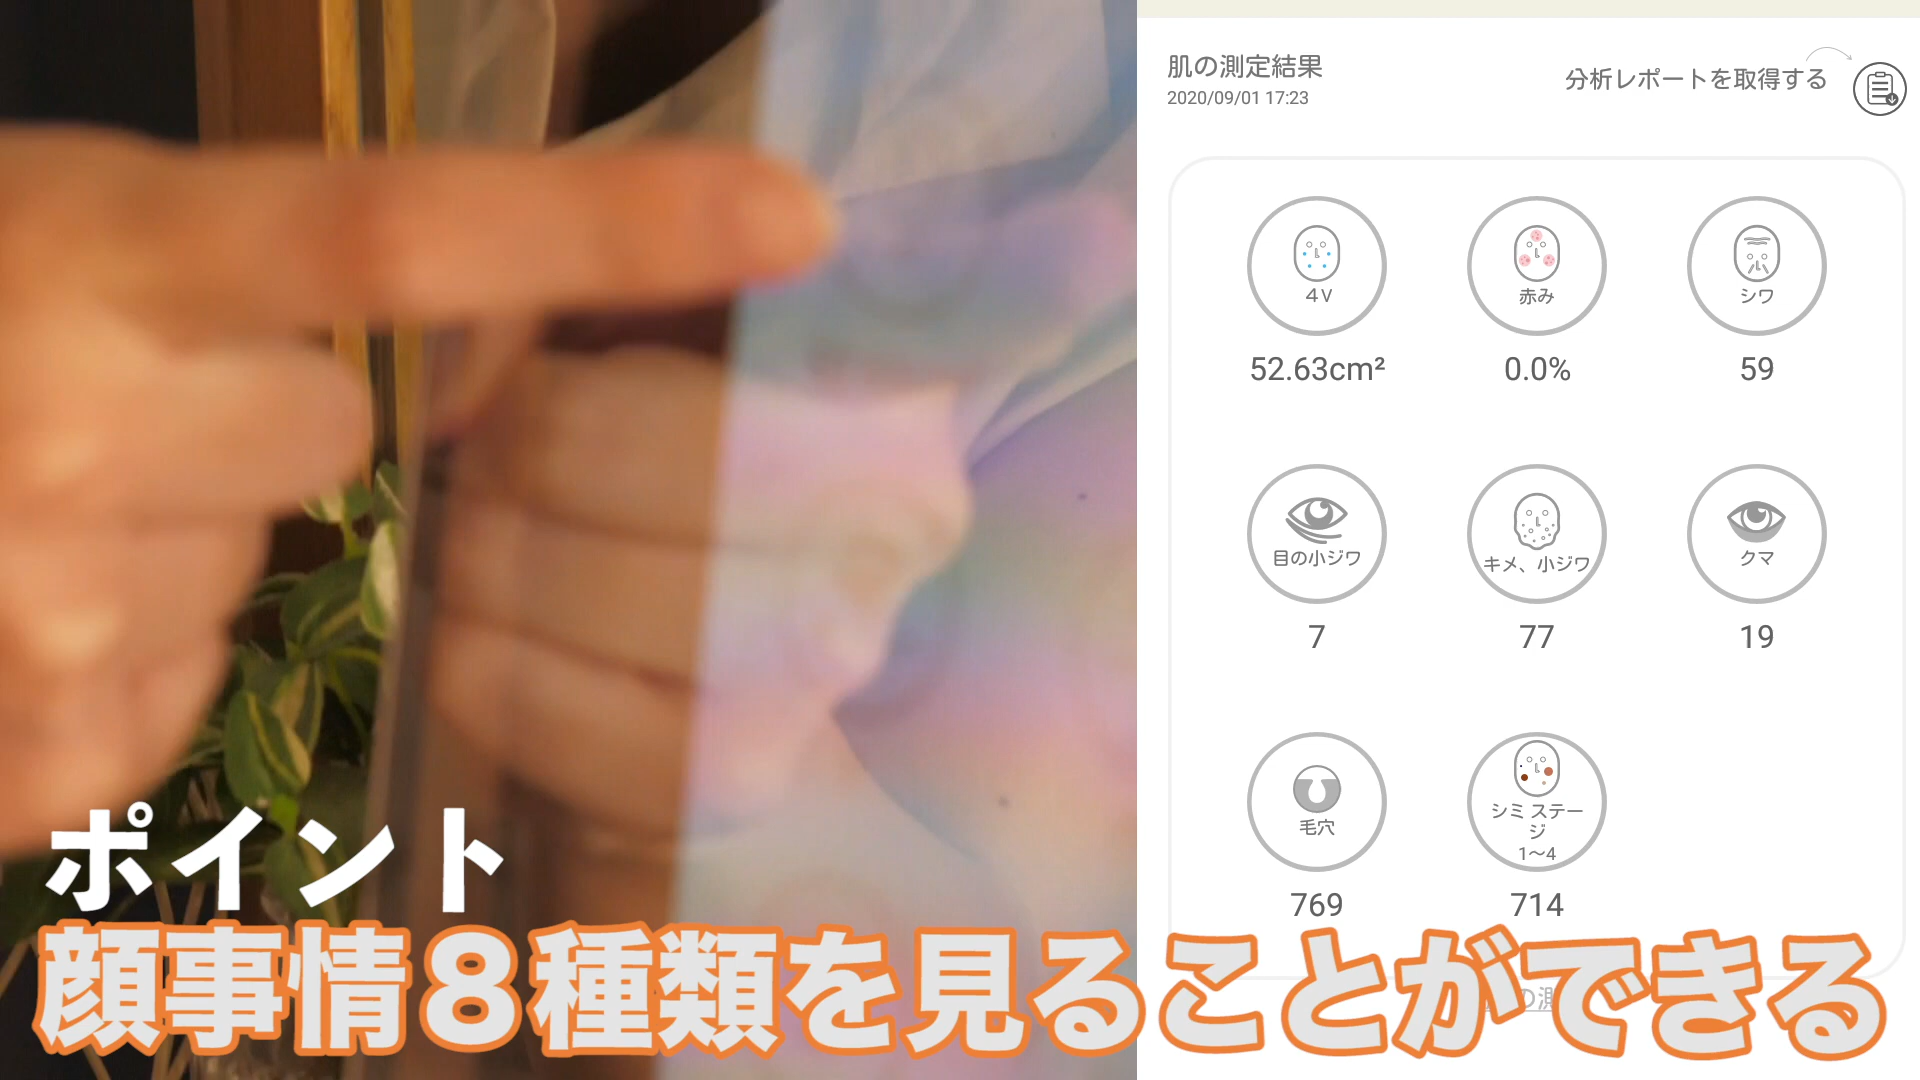 肌の測定結果
2020/09/01 17:23
分析レポートを取得する
4V
赤み
シワ
52.63cm²
0.0%
59
目の小ジワ
キメ、小ジワ
クマ
7
77
19
毛穴
シミ ステー
ジ
1〜4
769
714
ポイント
顔事情8種類を見ることができる